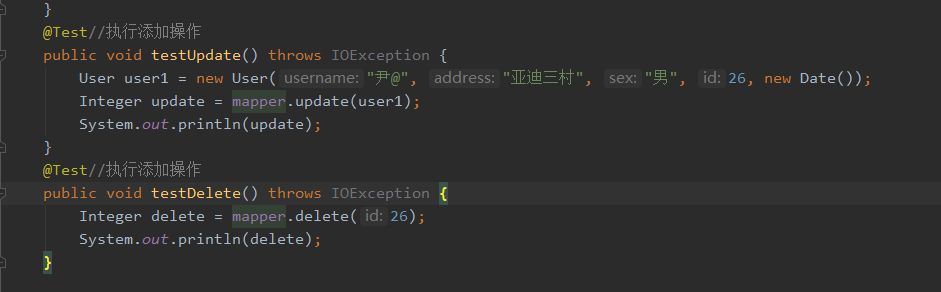 }
@Test//执行添加操作
public void testUpdate() throws IOException {
User user1 = new User( username: "尹@", address: "亚迪三村", sex: "男", id: 26, new Date());
Integer update = mapper.update(user1);
System.out.println(update);
}
@Test//执行添加操作
public void testDelete() throws IOException {
Integer delete = mapper.delete( id: 26);
System.out.println(delete);
}